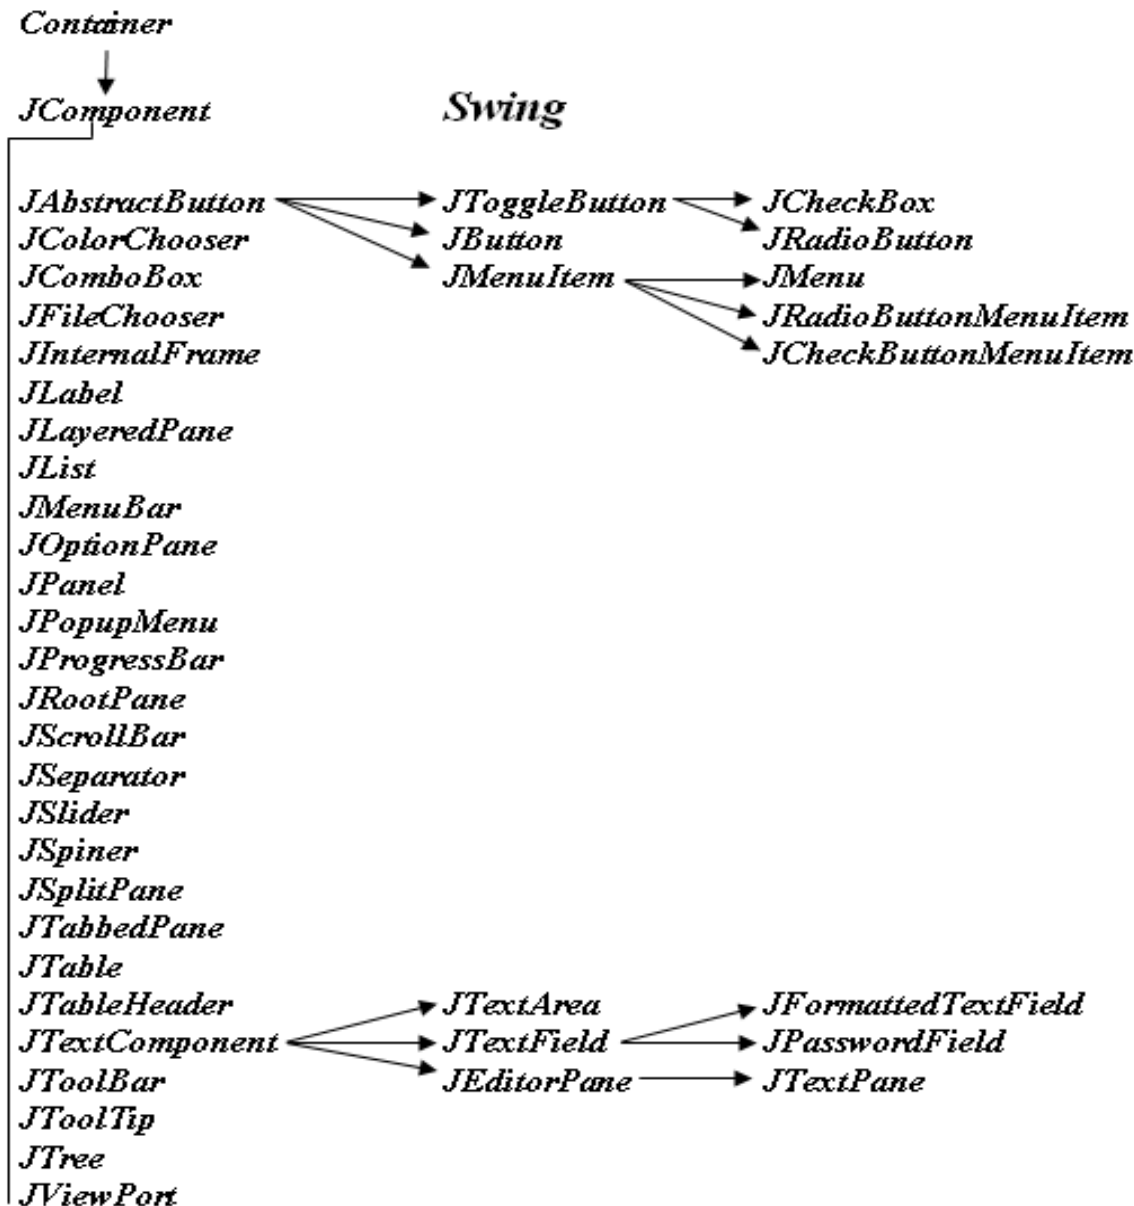 Container
JComponent Swing
JAbstractButton JToggleButton JCheckBox
JColorChooser JButton JRadioButton
JComboBox JMenuItem JMenu
JFileChooser JRadioButtonMenuItem
JInternalFrame JCheckButtonMenuItem
JLabel
JLayeredPane
JList
JMenuBar
JOptionPane
JPanel
JPopupMenu
JProgressBar
JRootPane
JScrollBar
JSeparator
JSlider
JSpiner
JSplitPane
JTabbedPane
JTable
JTableHeader JTextArea JFormattedTextField
JTextComponent JTextField JPasswordField
JToolBar JEditorPane JTextPane
JToolTip
JTree
JViewPort